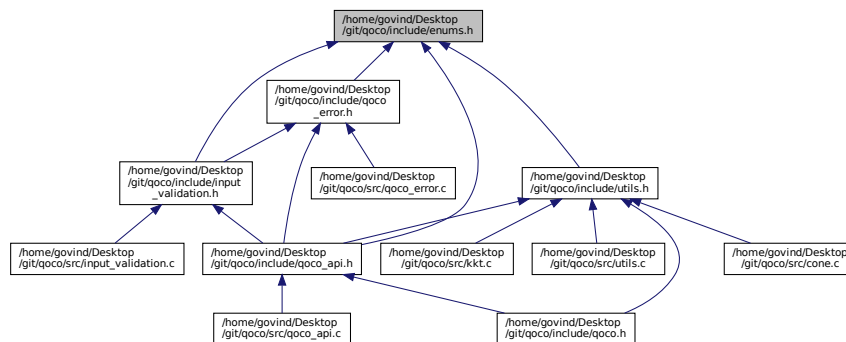 /home/govind/Desktop
/git/qoco/include/enums.h
/home/govind/Desktop
/git/qoco/include/qoco
_error.h
/home/govind/Desktop
/git/qoco/include/input
_validation.h
/home/govind/Desktop
/git/qoco/src/qoco_error.c
/home/govind/Desktop
/git/qoco/include/utils.h
/home/govind/Desktop
/git/qoco/src/input_validation.c
/home/govind/Desktop
/git/qoco/include/qoco_api.h
/home/govind/Desktop
/git/qoco/src/kkt.c
/home/govind/Desktop
/git/qoco/src/utils.c
/home/govind/Desktop
/git/qoco/src/cone.c
/home/govind/Desktop
/git/qoco/src/qoco_api.c
/home/govind/Desktop
/git/qoco/include/qoco.h